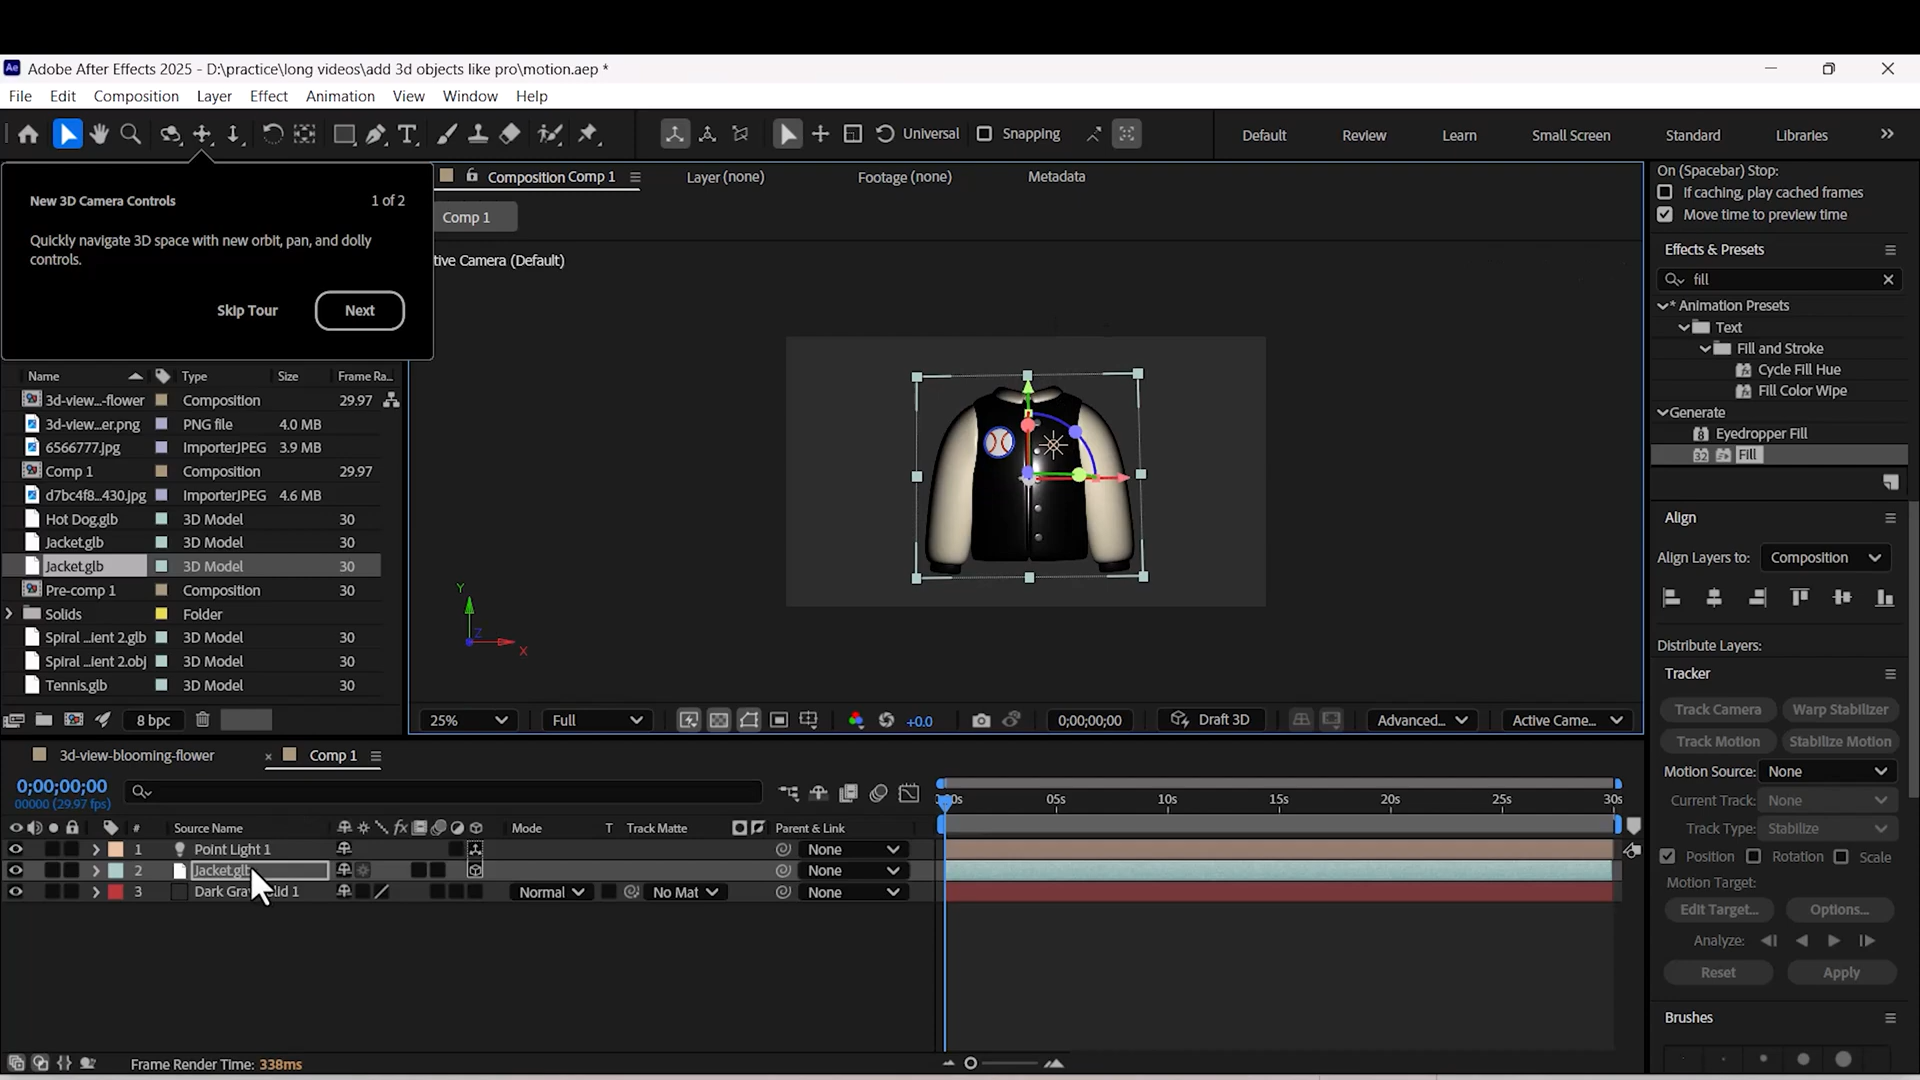 Adobe After Effects 2025 - D:\practice\long videos\add 3d objects like pro\motion.aep *
File Edit Composition Layer Effect Animation View Window Help
Universal Snapping Default Review Learn Small Screen Standard Libraries
New 3D Camera Controls 1 of 2
Quickly navigate 3D space with new orbit, pan, and dolly
controls.
Skip Tour Next
Composition Comp 1 Layer (none) Footage (none) Metadata
Comp 1
tive Camera (Default)
Name Type Size Frame Ra...
3d-view...-flower Composition 29.97
3d-view...er.png PNG file 4.0 MB
6566777.jpg ImporterJPEG 3.9 MB
Comp 1 Composition 29.97
d7bc4f8...430.jpg ImporterJPEG 4.6 MB
Hot Dog.glb 3D Model 30
Jacket.glb 3D Model 30
Jacket.glb 3D Model 30
Pre-comp 1 Composition 30
Solids Folder
Spiral ...ient 2.glb 3D Model 30
Spiral ...ient 2.obj 3D Model 30
Tennis.glb 3D Model 30
8 bpc
Y
Z
X
25% Full +0.0 0;00;00;00 Draft 3D Advanced... Active Came...
On (Spacebar) Stop:
If caching, play cached frames
Move time to preview time
Effects & Presets
fill
* Animation Presets
Text
Fill and Stroke
Cycle Fill Hue
Fill Color Wipe
Generate
8 Eyedropper Fill
32 Fill
Align
Align Layers to: Composition
Distribute Layers:
Tracker
Track Camera Warp Stabilizer
Track Motion Stabilize Motion
Motion Source: None
Current Track: None
Track Type: Stabilize
Position Rotation Scale
Motion Target:
Edit Target... Options...
Analyze:
Reset Apply
Brushes
3d-view-blooming-flower × Comp 1
0;00;00;00
00000 (29.97 fps)
05s 10s 15s 20s 25s 30s
# Source Name fx Mode T Track Matte Parent & Link
1 Point Light 1 None
2 Jacket.gl None
3 Dark Gra lid 1 Normal No Mat None
Frame Render Time: 338ms